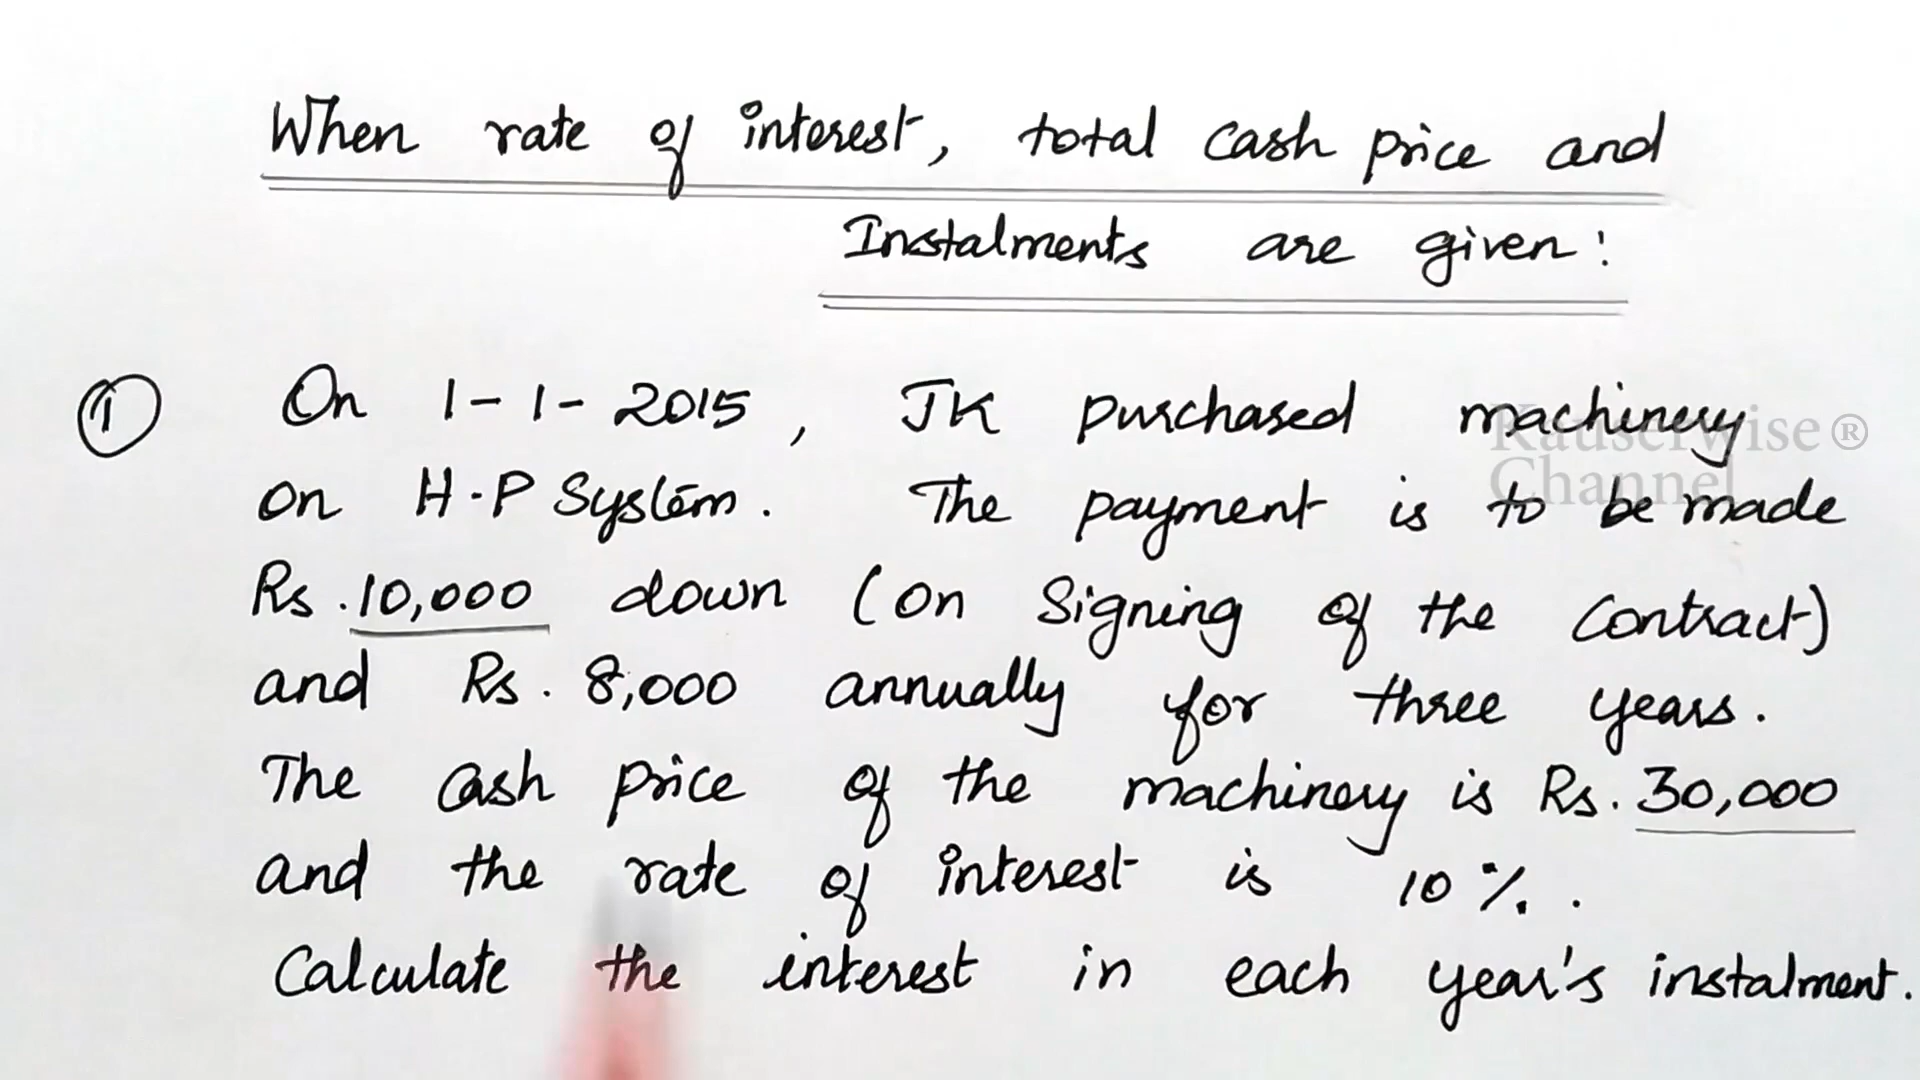 When rate of interest, total cash price and
Instalments are given:
1 On 1-1-2015, JK purchased machinery
on H.P System. The payment is to be made
Rs. 10,000 down (on Signing of the Contract)
and Rs. 8,000 annually for three years.
The cash price of the machinery is Rs. 30,000
and the rate of interest is 10%.
Calculate the interest in each year's instalment.
Kauserwise®
Channel